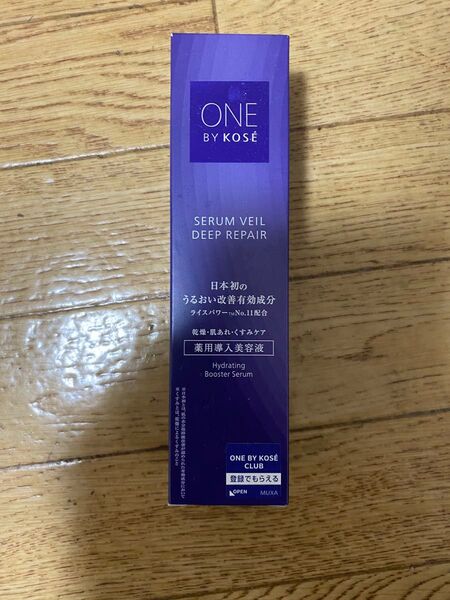 ONE
BY KOSÉ
SERUM VEIL
DEEP REPAIR
日本初の
うるおい改善有効成分
ライスパワー™No.11配合
乾燥・肌あれ・くすみケア
薬用導入美容液
Hydrating
Booster Serum
ONE BY KOSÉ
CLUB
登録でもらえる
OPEN
MUXA